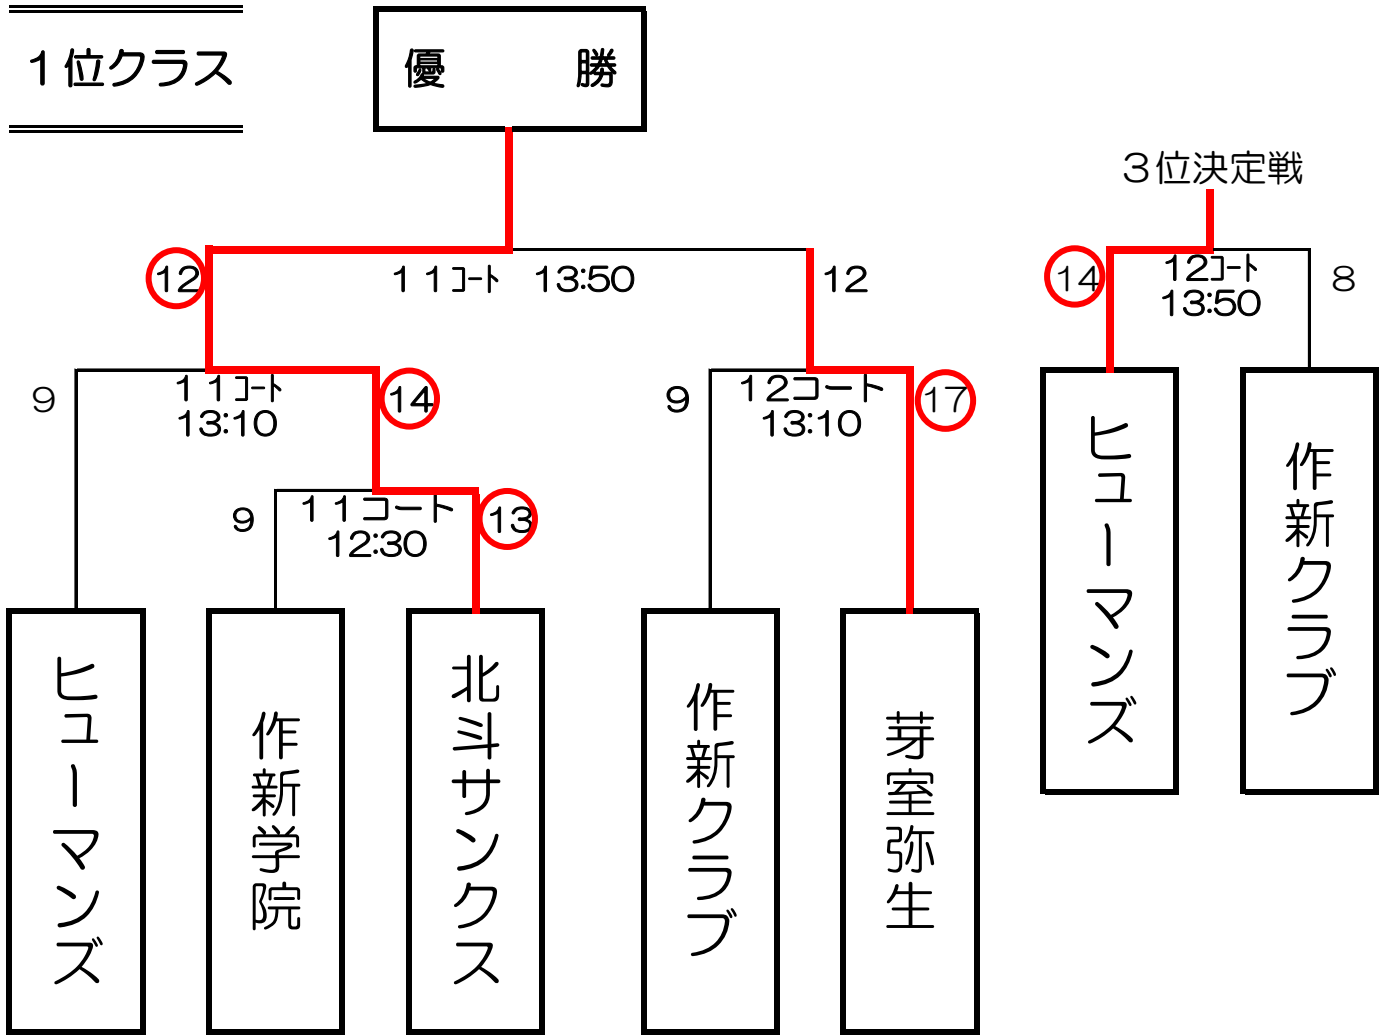 １位クラス
優　　　勝
３位決定戦
12
１１コート　13:50
12
14
12コート
13:50
8
9
１１コート
13:10
14
9
12コート
13:10
17
9
１１コート
12:30
13
ヒューマンズ
作新学院
北斗サンクス
作新クラブ
芽室弥生
ヒューマンズ
作新クラブ